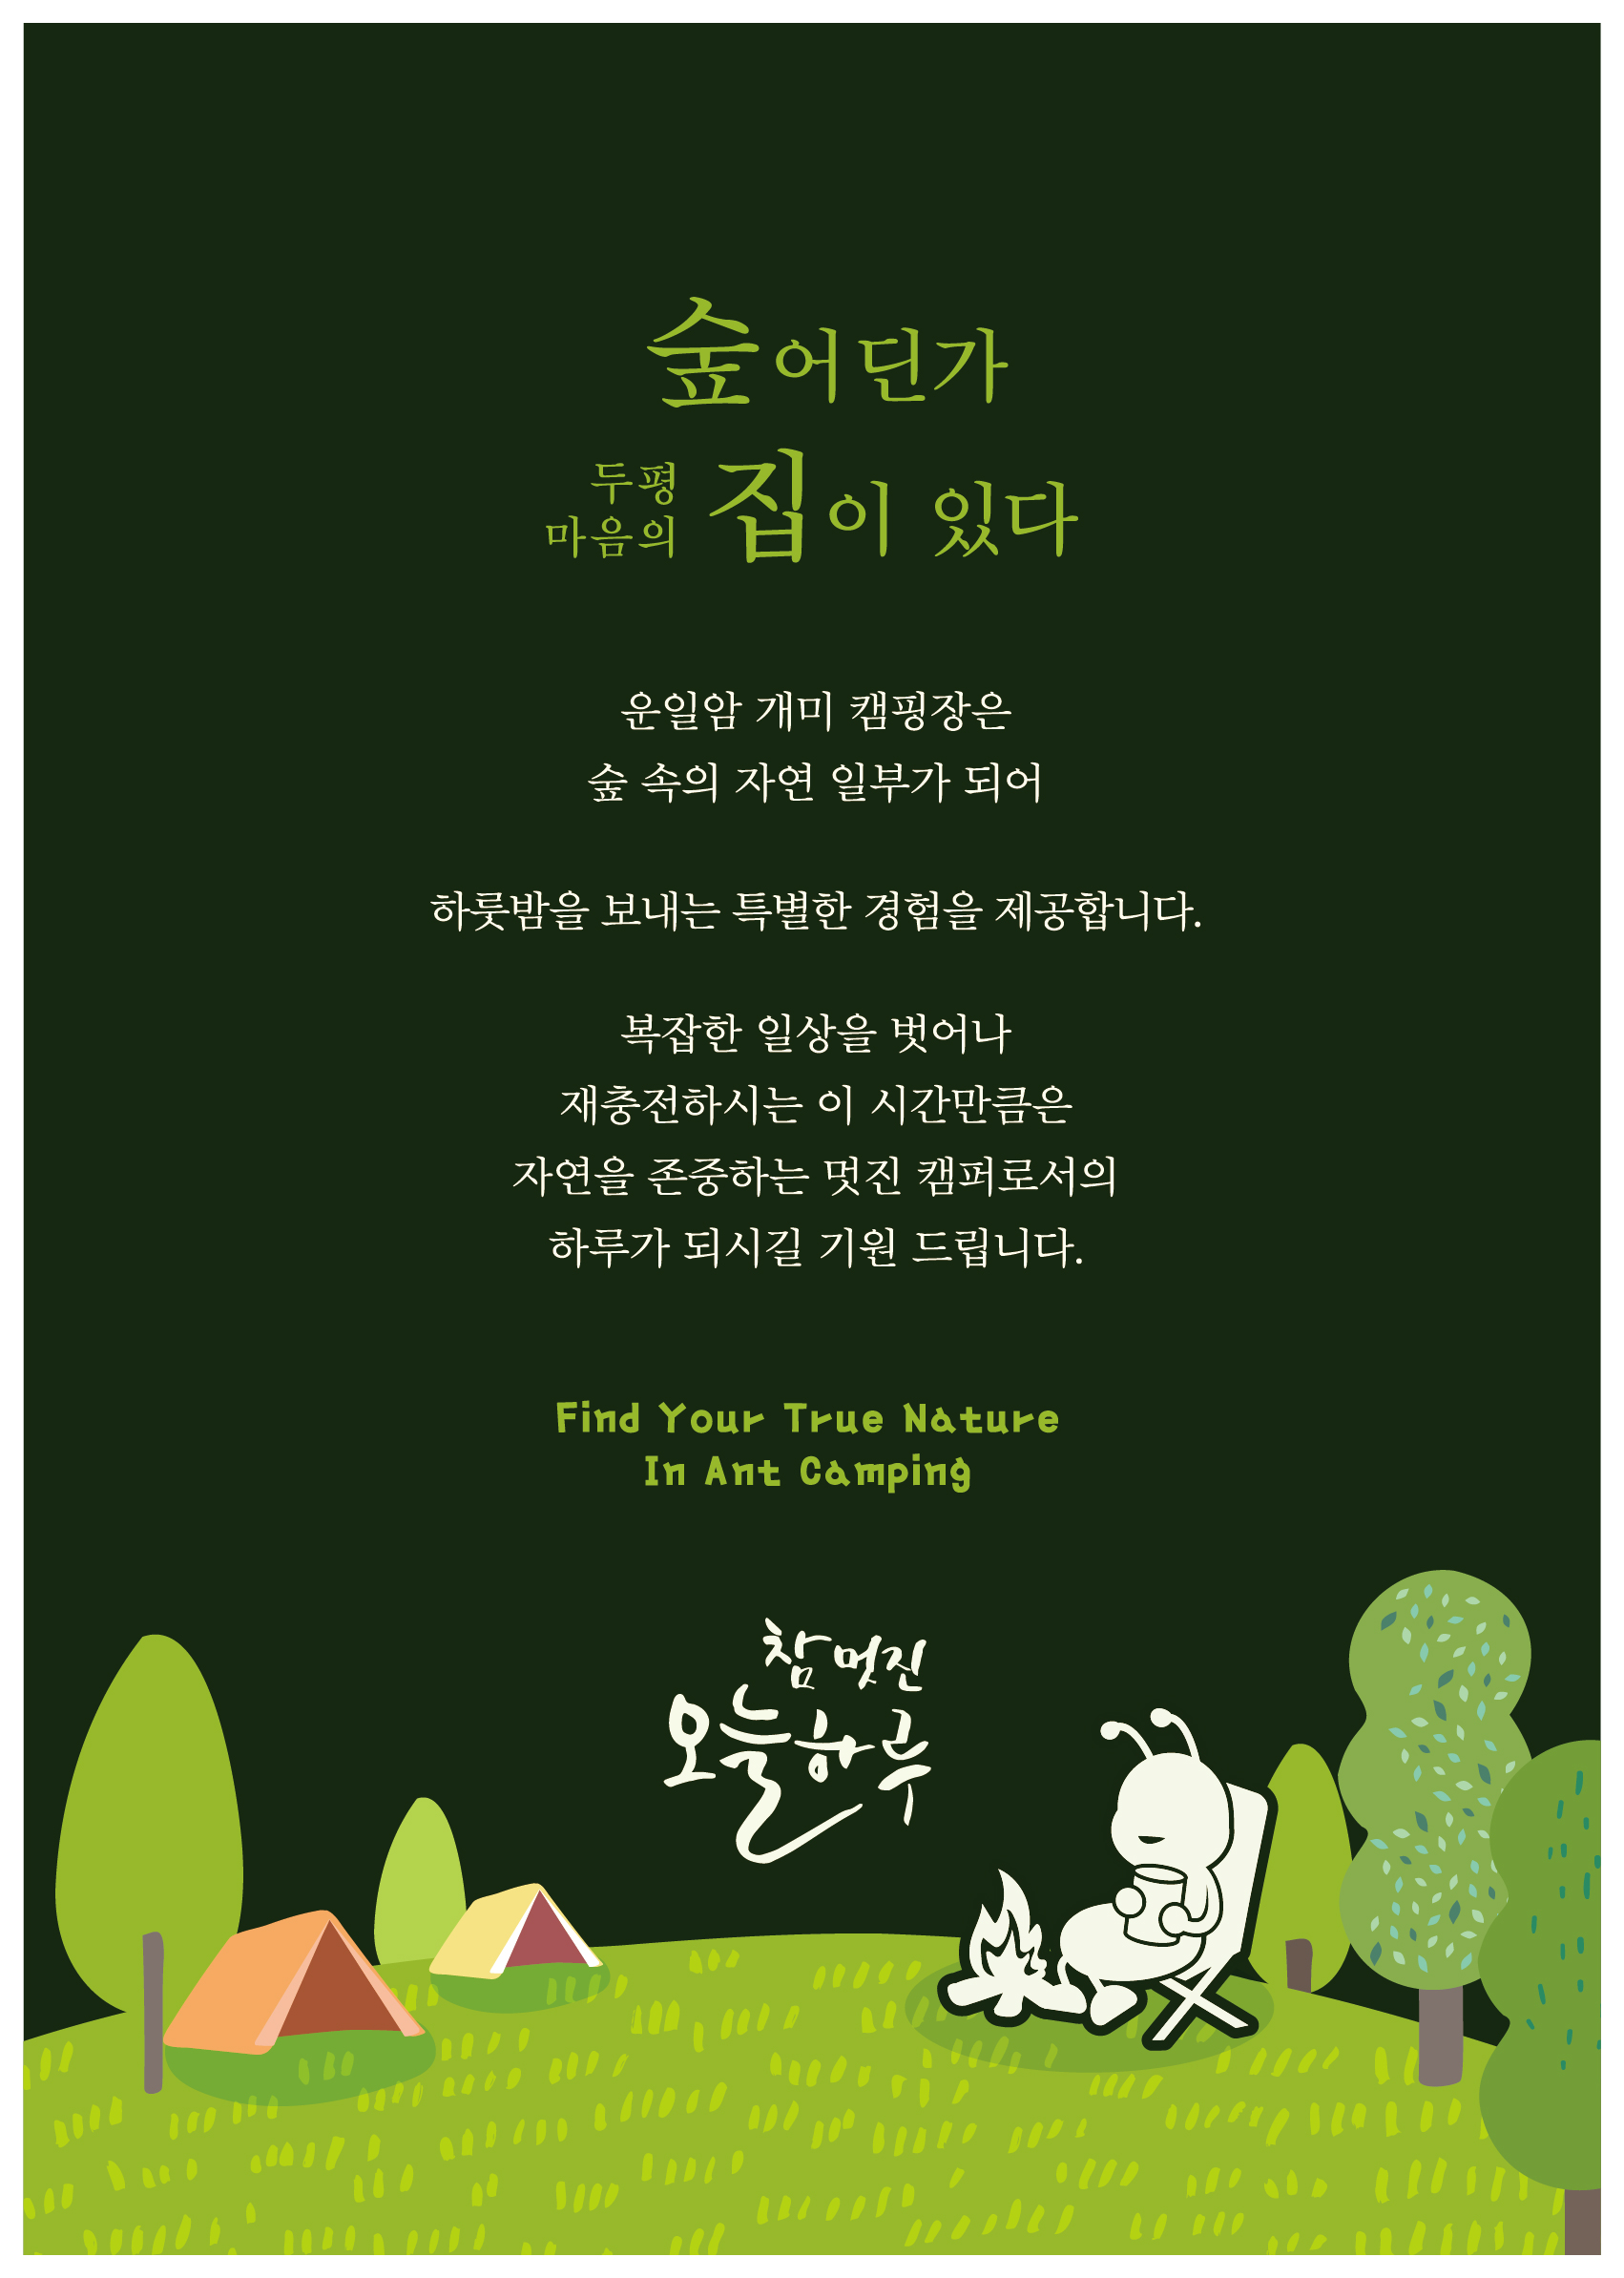 숲어딘가
두평
마음의 집이 있다
운일암 개미 캠핑장은
숲 속의 자연 일부가 되어
하룻밤을 보내는 특별한 경험을 제공합니다.
복잡한 일상을 벗어나
재충전하시는 이 시간만큼은
자연을 존중하는 멋진 캠퍼로서의
하루가 되시길 기원 드립니다.
Find Your True Nature
In Ant Camping
참 멋진
오늘하루